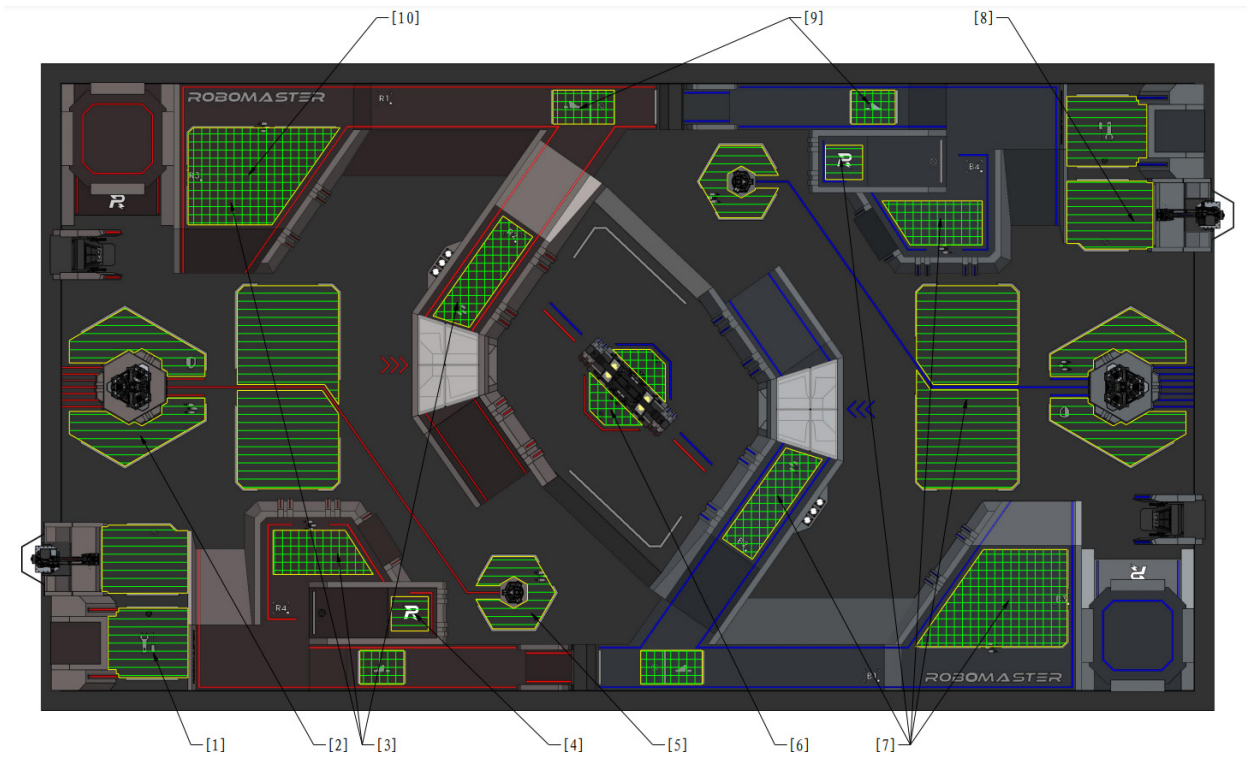 [10]
[9]
[8]
ROBOMASTER
R1
R3
B4
R4
B3
B1
ROBOMASTER
[1]
[2]
[3]
[4]
[5]
[6]
[7]